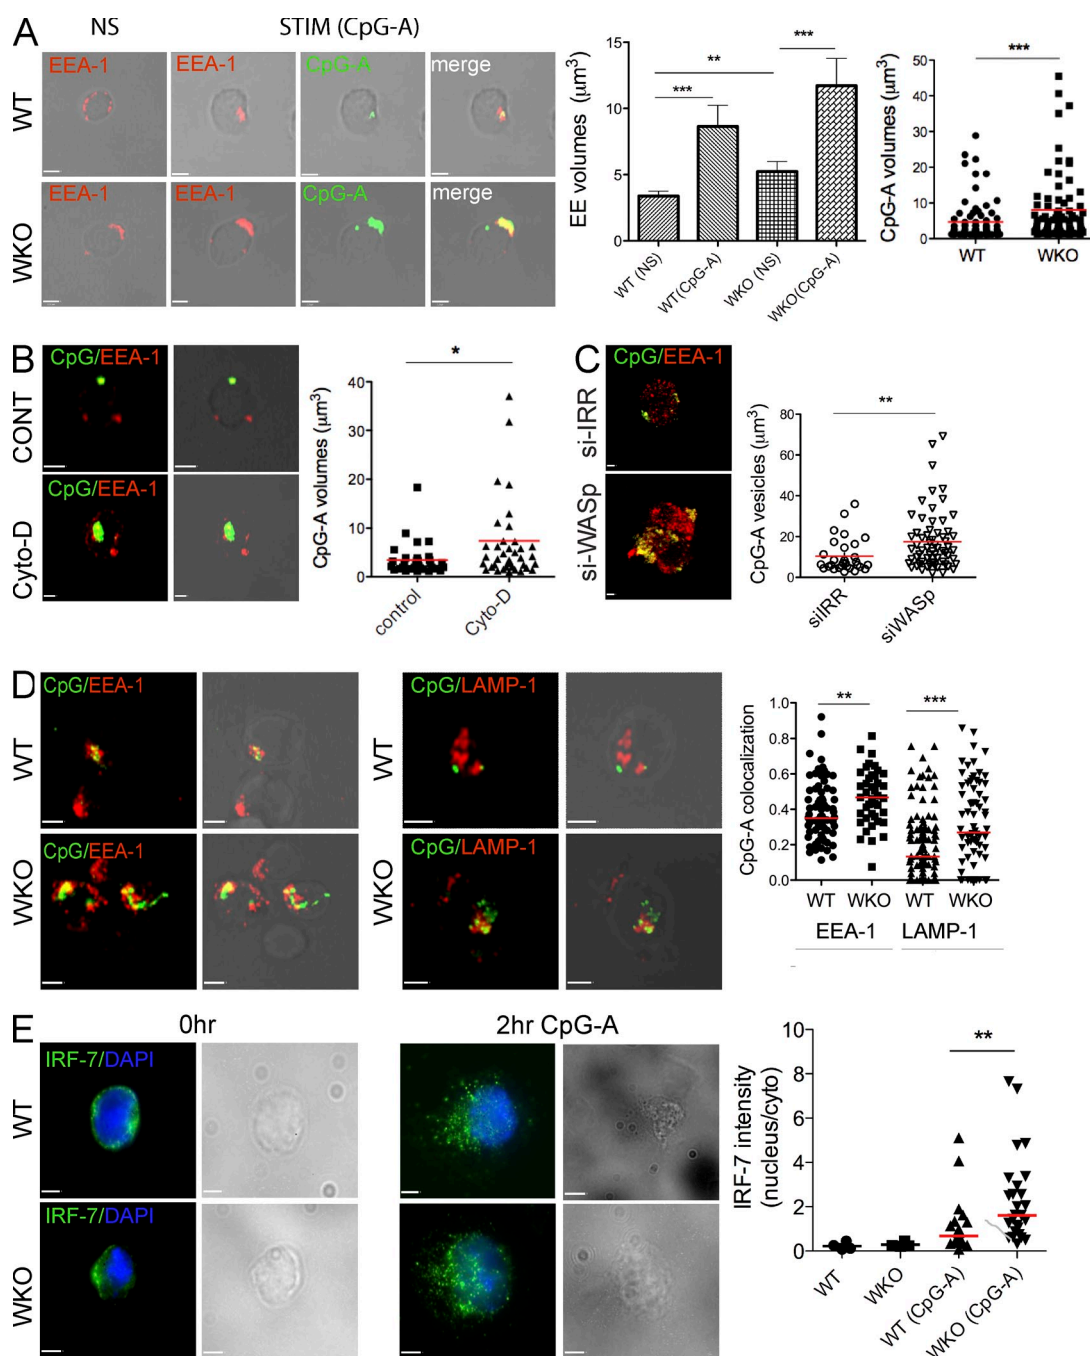 A
NS
STIM (CpG-A)
WT
EEA-1
EEA-1
CpG-A
merge
WKO
EEA-1
EEA-1
CpG-A
merge
EE volumes (μm³)
15
10
5
0
***
**
***
WT (NS)
WT(CpG-A)
WKO (NS)
WKO(CpG-A)
CpG-A volumes (μm³)
50
40
30
20
10
0
***
WT
WKO
B
CONT
CpG/EEA-1
Cyto-D
CpG/EEA-1
CpG-A volumes (μm³)
40
30
20
10
0
*
control
Cyto-D
C
si-IRR
CpG/EEA-1
si-WASp
CpG-A vesicles (μm³)
80
60
40
20
0
**
siIRR
siWASp
D
WT
CpG/EEA-1
WT
CpG/LAMP-1
WKO
CpG/EEA-1
WKO
CpG/LAMP-1
CpG-A colocalization
1.0
0.8
0.6
0.4
0.2
0.0
**
***
WT
WKO
WT
WKO
EEA-1
LAMP-1
E
0hr
2hr CpG-A
WT
IRF-7/DAPI
WKO
IRF-7/DAPI
IRF-7 intensity
(nucleus/cyto)
10
8
6
4
2
0
**
WT
WKO
WT (CpG-A)
WKO (CpG-A)